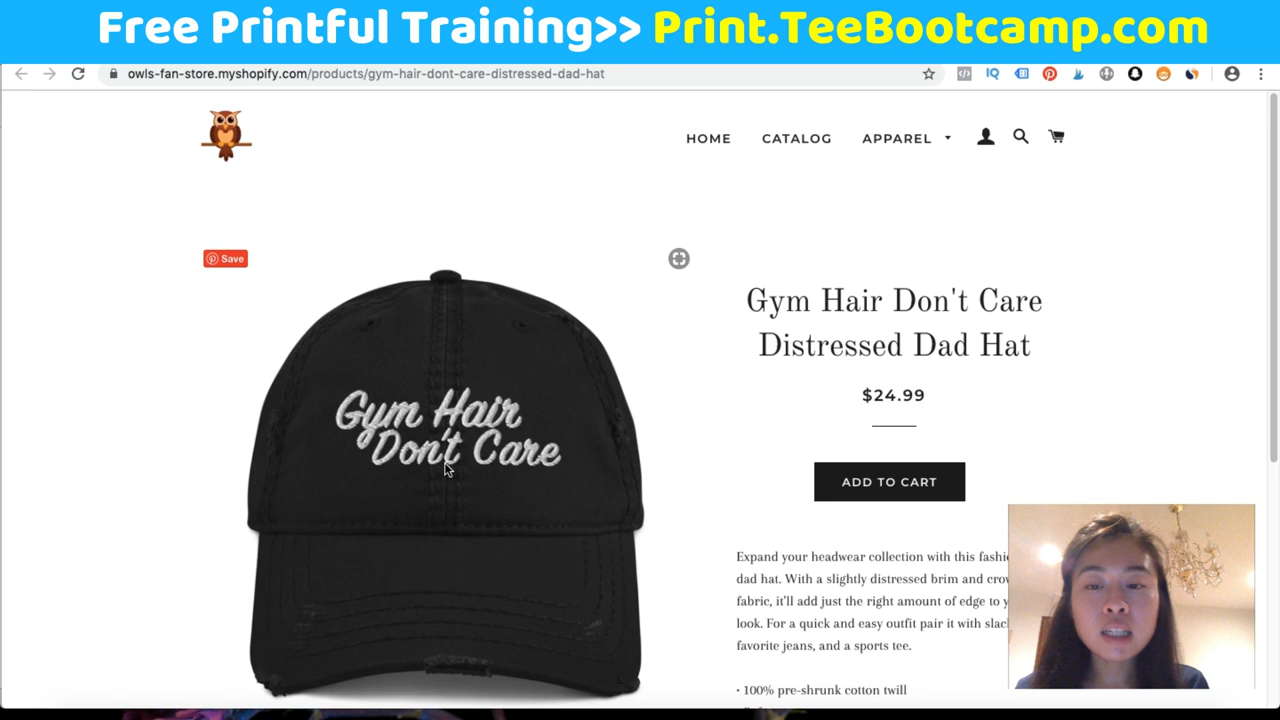 Free Printful Training>> Print.TeeBootcamp.com
owls-fan-store.myshopify.com/products/gym-hair-dont-care-distressed-dad-hat
IQ
HOME CATALOG APPAREL
Save
Gym Hair
Don't Care
Gym Hair Don't Care
Distressed Dad Hat
$24.99
ADD TO CART
Expand your headwear collection with this
dad hat. With a slightly distressed brim and
fabric, it'll add just the right amount of edge to
look. For a quick and easy outfit pair it with
favorite jeans, and a sports tee.
• 100% pre-shrunk cotton twill